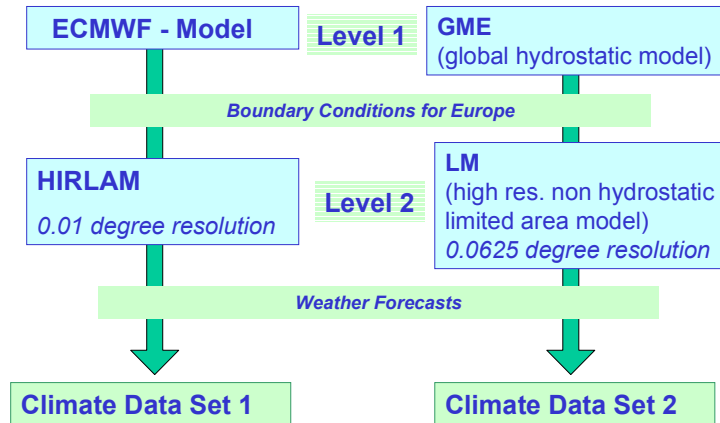 ECMWF - Model
Level 1
GME
(global hydrostatic model)
Boundary Conditions for Europe
HIRLAM
0.01 degree resolution
Level 2
LM
(high res. non hydrostatic
limited area model)
0.0625 degree resolution
Weather Forecasts
Climate Data Set 1
Climate Data Set 2